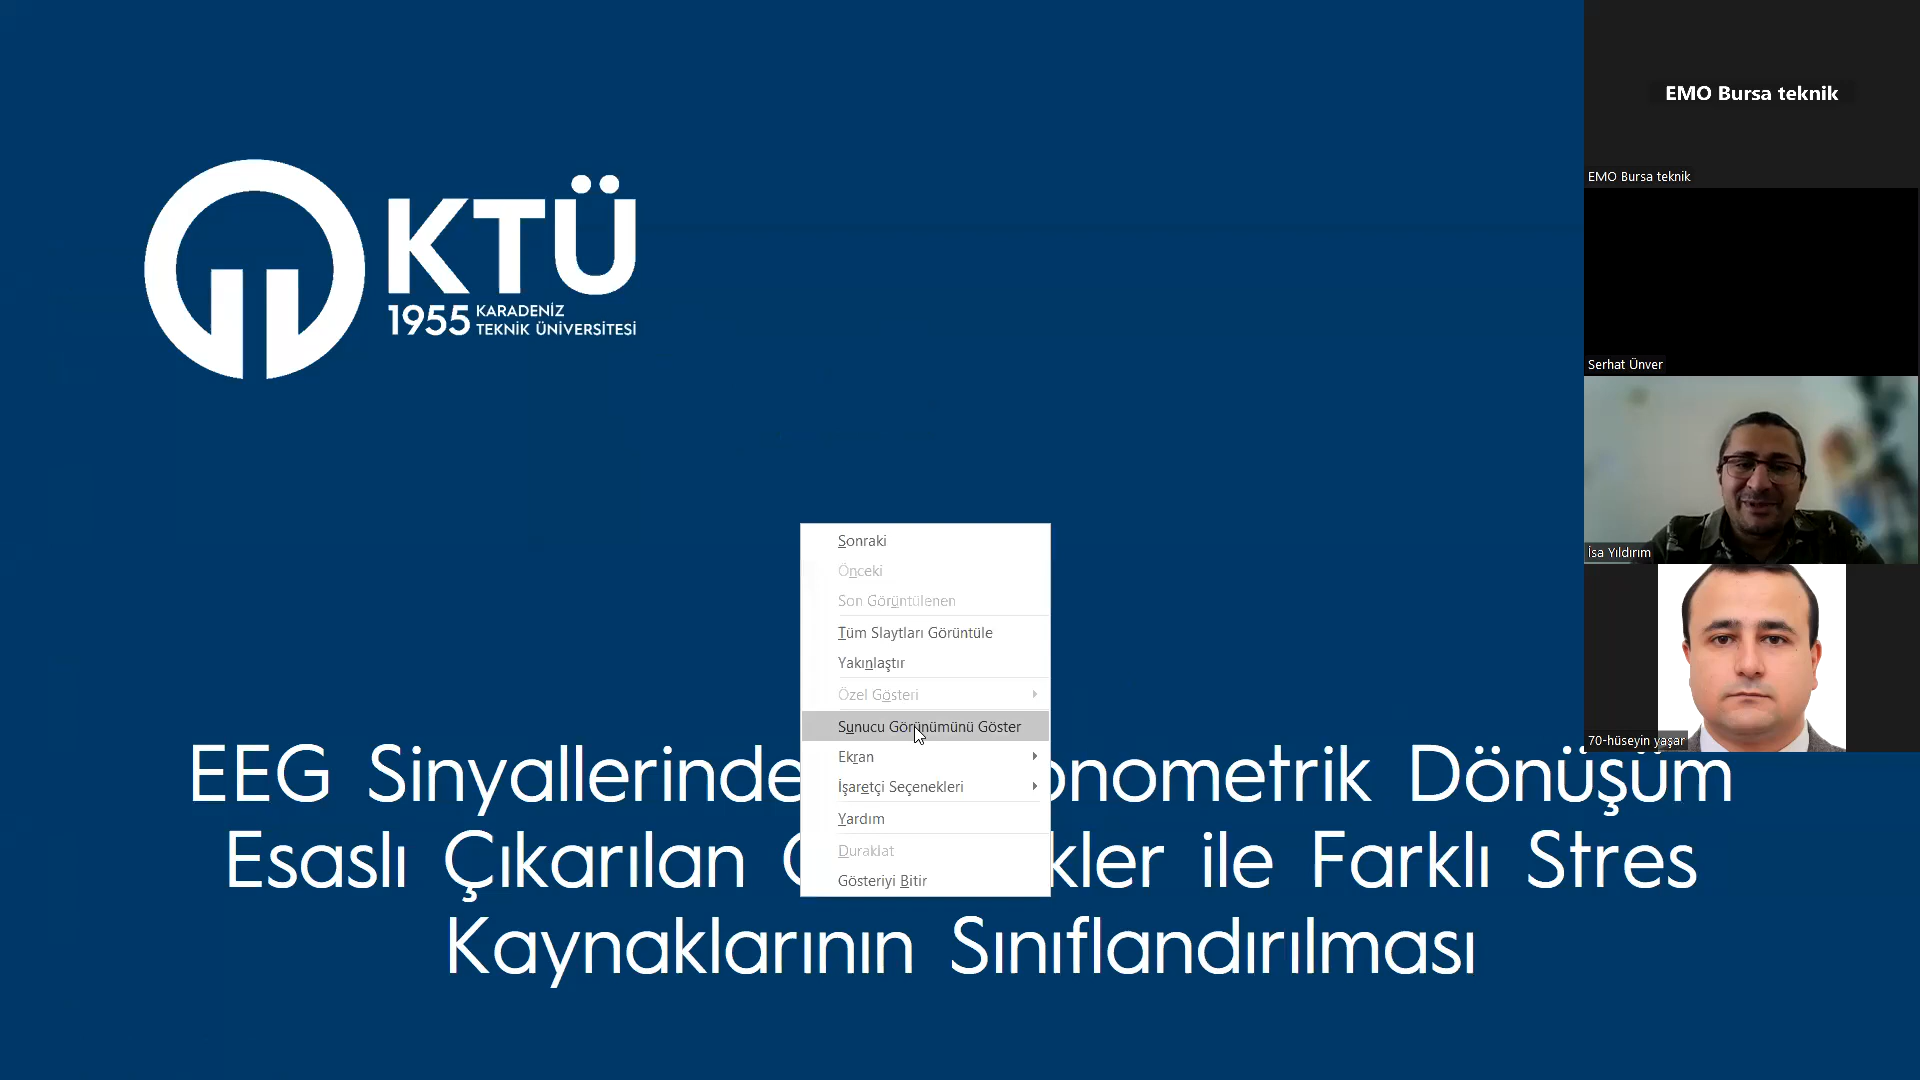 KTÜ
1955 KARADENİZ
TEKNİK ÜNİVERSİTESİ
Sonraki
Önceki
Son Görüntülenen
Tüm Slaytları Görüntüle
Yakınlaştır
Özel Gösteri
Sunucu Görünümünü Göster
Ekran
İşaretçi Seçenekleri
Yardım
Duraklat
Gösteriyi Bitir
EEG Sinyallerinde onometrik Dönüşüm
Esaslı Çıkarılan kler ile Farklı Stres
Kaynaklarının Sınıflandırılması
EMO Bursa teknik
EMO Bursa teknik
Serhat Ünver
İsa Yıldırım
70-hüseyin yaşar